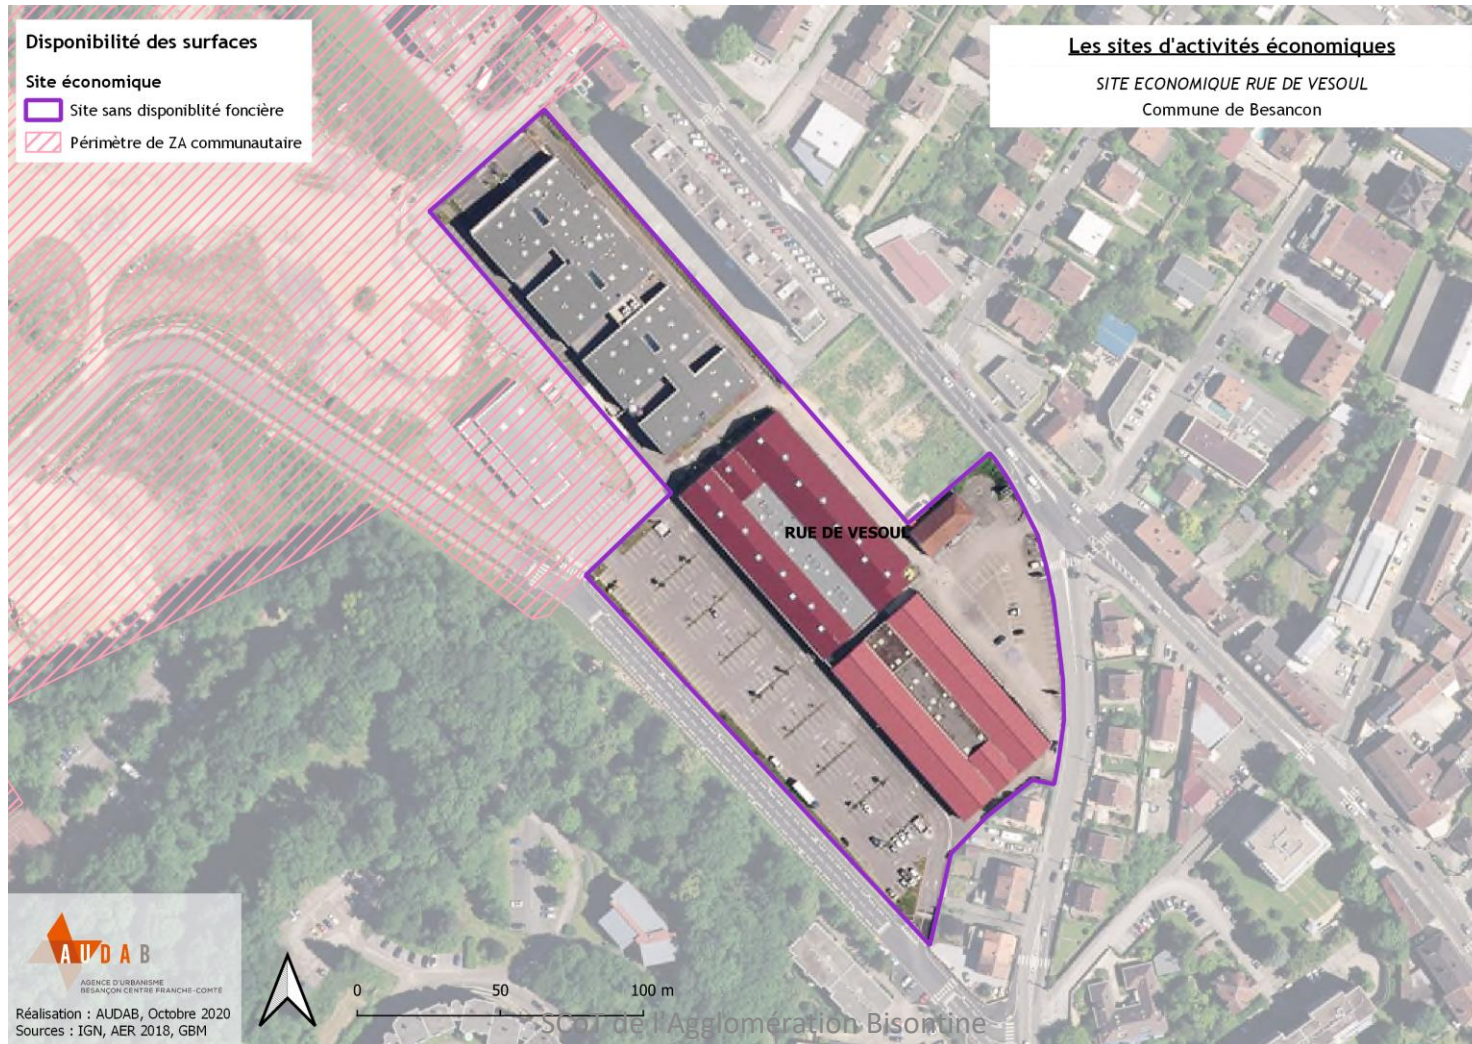 Disponibilité des surfaces
Site économique
Site sans disponiblité foncière
Périmètre de ZA communautaire
Les sites d'activités économiques
SITE ECONOMIQUE RUE DE VESOUL
Commune de Besancon
RUE DE VESOUL
AUDAB
AGENCE D'URBANISME
BESANÇON CENTRE FRANCHE-COMTÉ
Réalisation : AUDAB, Octobre 2020
Sources : IGN, AER 2018, GBM
0 50 100 m
SCoT de l'Agglomération Bisontine